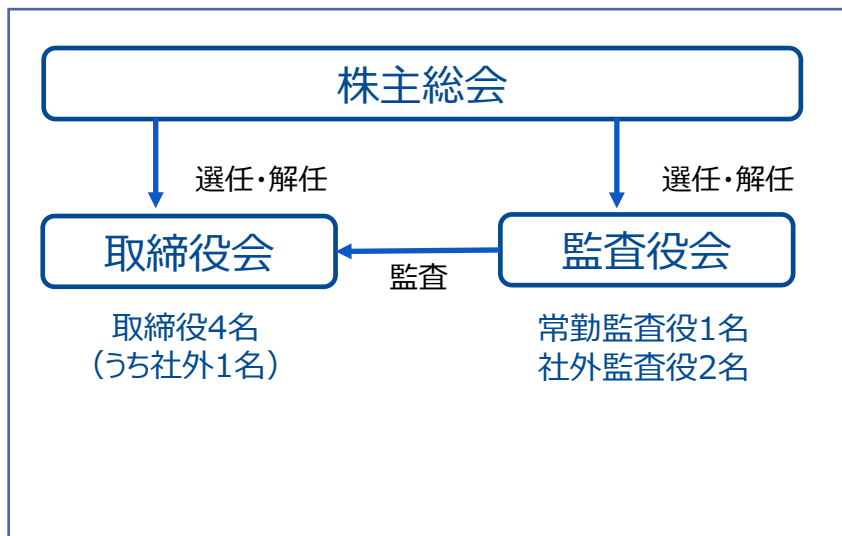 株主総会
選任・解任
選任・解任
取締役会
監査
監査役会
取締役4名
（うち社外1名）
常勤監査役1名
社外監査役2名